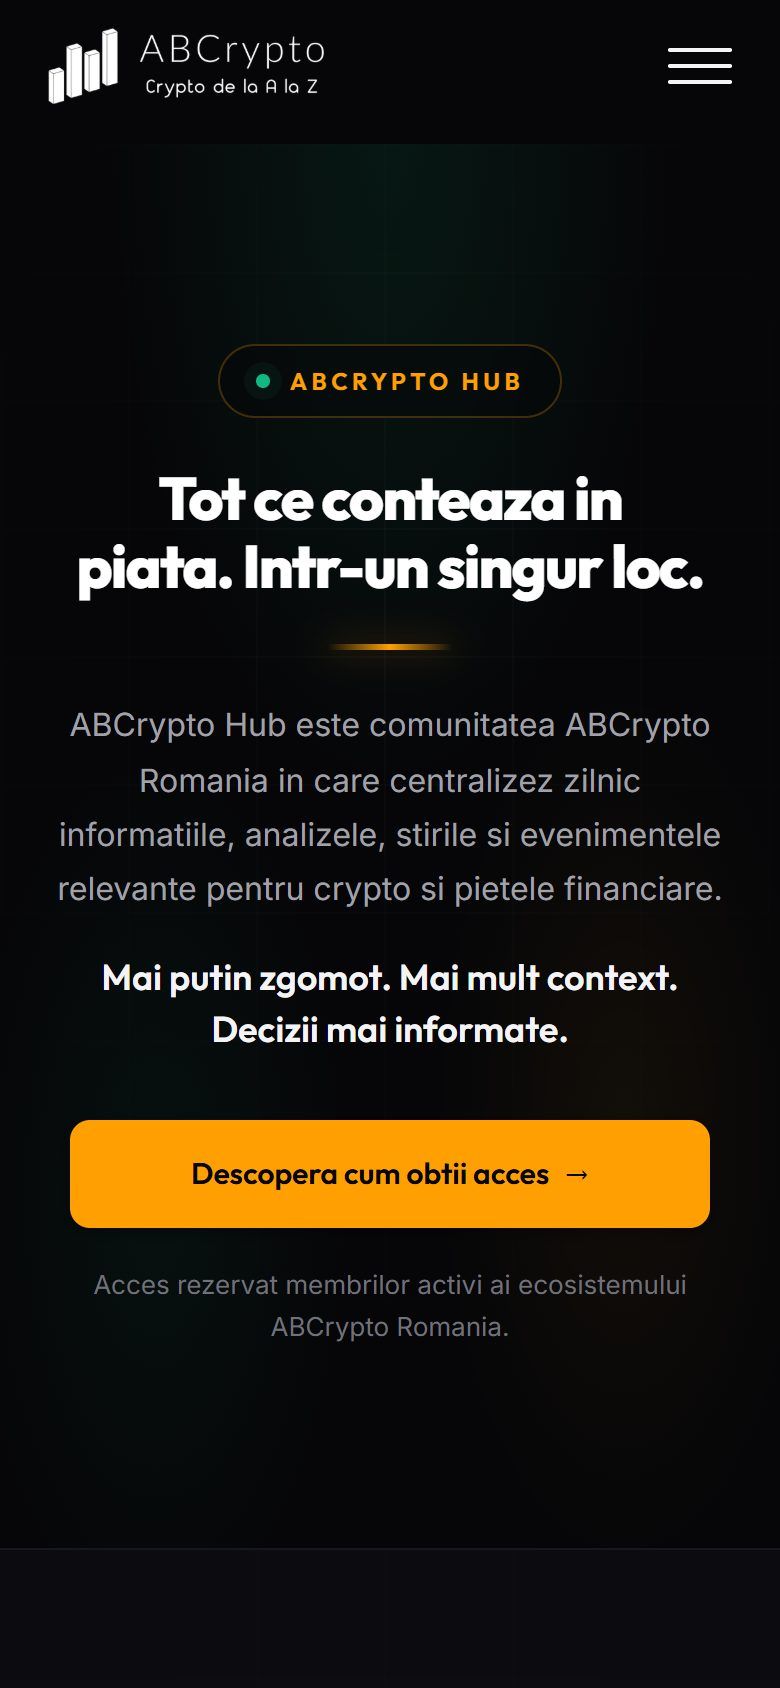 ABCrypto
Crypto de la A la Z
ABCRYPTO HUB
Tot ce conteaza in
piata. Intr-un singur loc.
ABCrypto Hub este comunitatea ABCrypto
Romania in care centralizez zilnic
informatiile, analizele, stirile si evenimentele
relevante pentru crypto si pietele financiare.
Mai putin zgomot. Mai mult context.
Decizii mai informate.
Descopera cum obtii acces →
Acces rezervat membrilor activi ai ecosistemului
ABCrypto Romania.